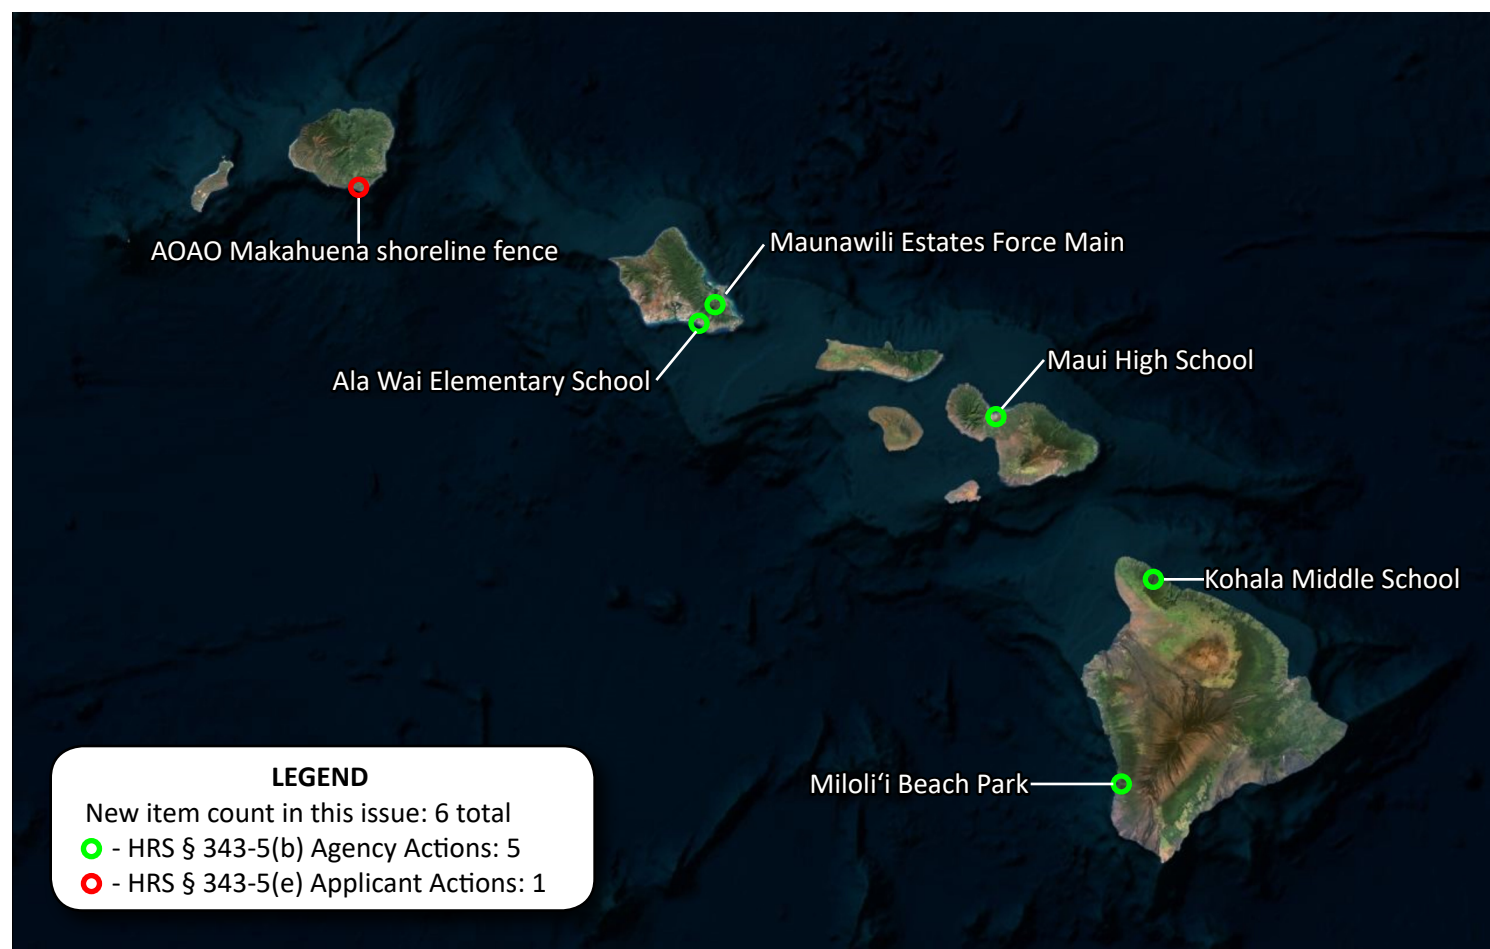 AOAO Makahuena shoreline fence
Maunawili Estates Force Main
Ala Wai Elementary School
Maui High School
Kohala Middle School
Miloli‘i Beach Park
LEGEND
New item count in this issue: 6 total
- HRS § 343-5(b) Agency Actions: 5
- HRS § 343-5(e) Applicant Actions: 1